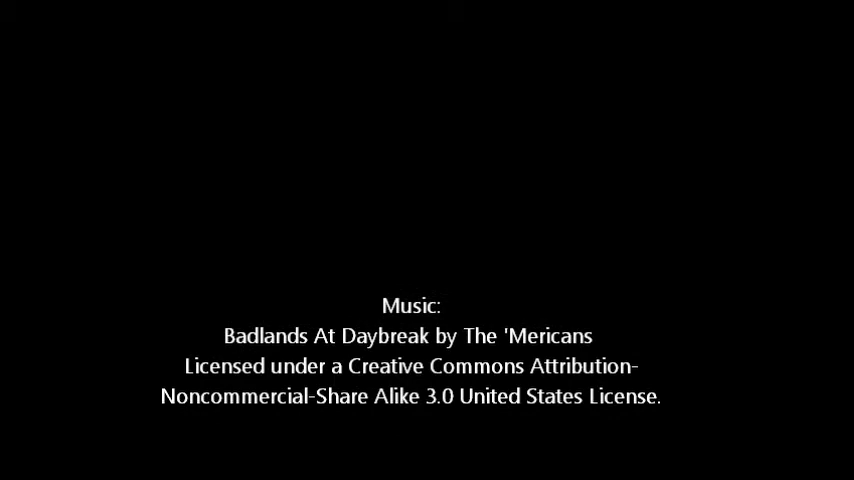 Music:
Badlands At Daybreak by The 'Mericans
Licensed under a Creative Commons Attribution-
Noncommercial-Share Alike 3.0 United States License.